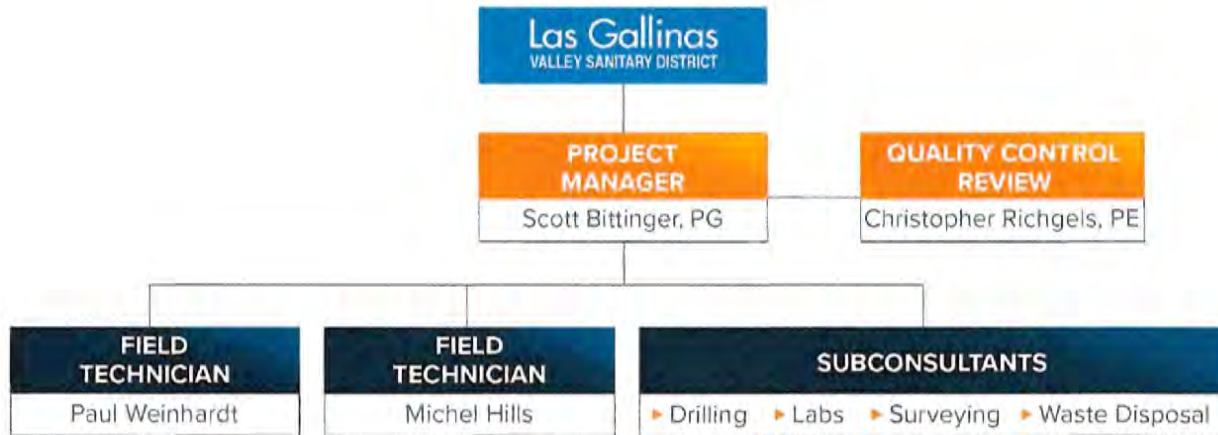 Las Gallinas
VALLEY SANITARY DISTRICT
PROJECT
MANAGER
Scott Bittinger, PG
QUALITY CONTROL
REVIEW
Christopher Richgels, PE
FIELD
TECHNICIAN
Paul Weinhardt
FIELD
TECHNICIAN
Michel Hills
SUBCONSULTANTS
▸ Drilling ▸ Labs ▸ Surveying ▸ Waste Disposal